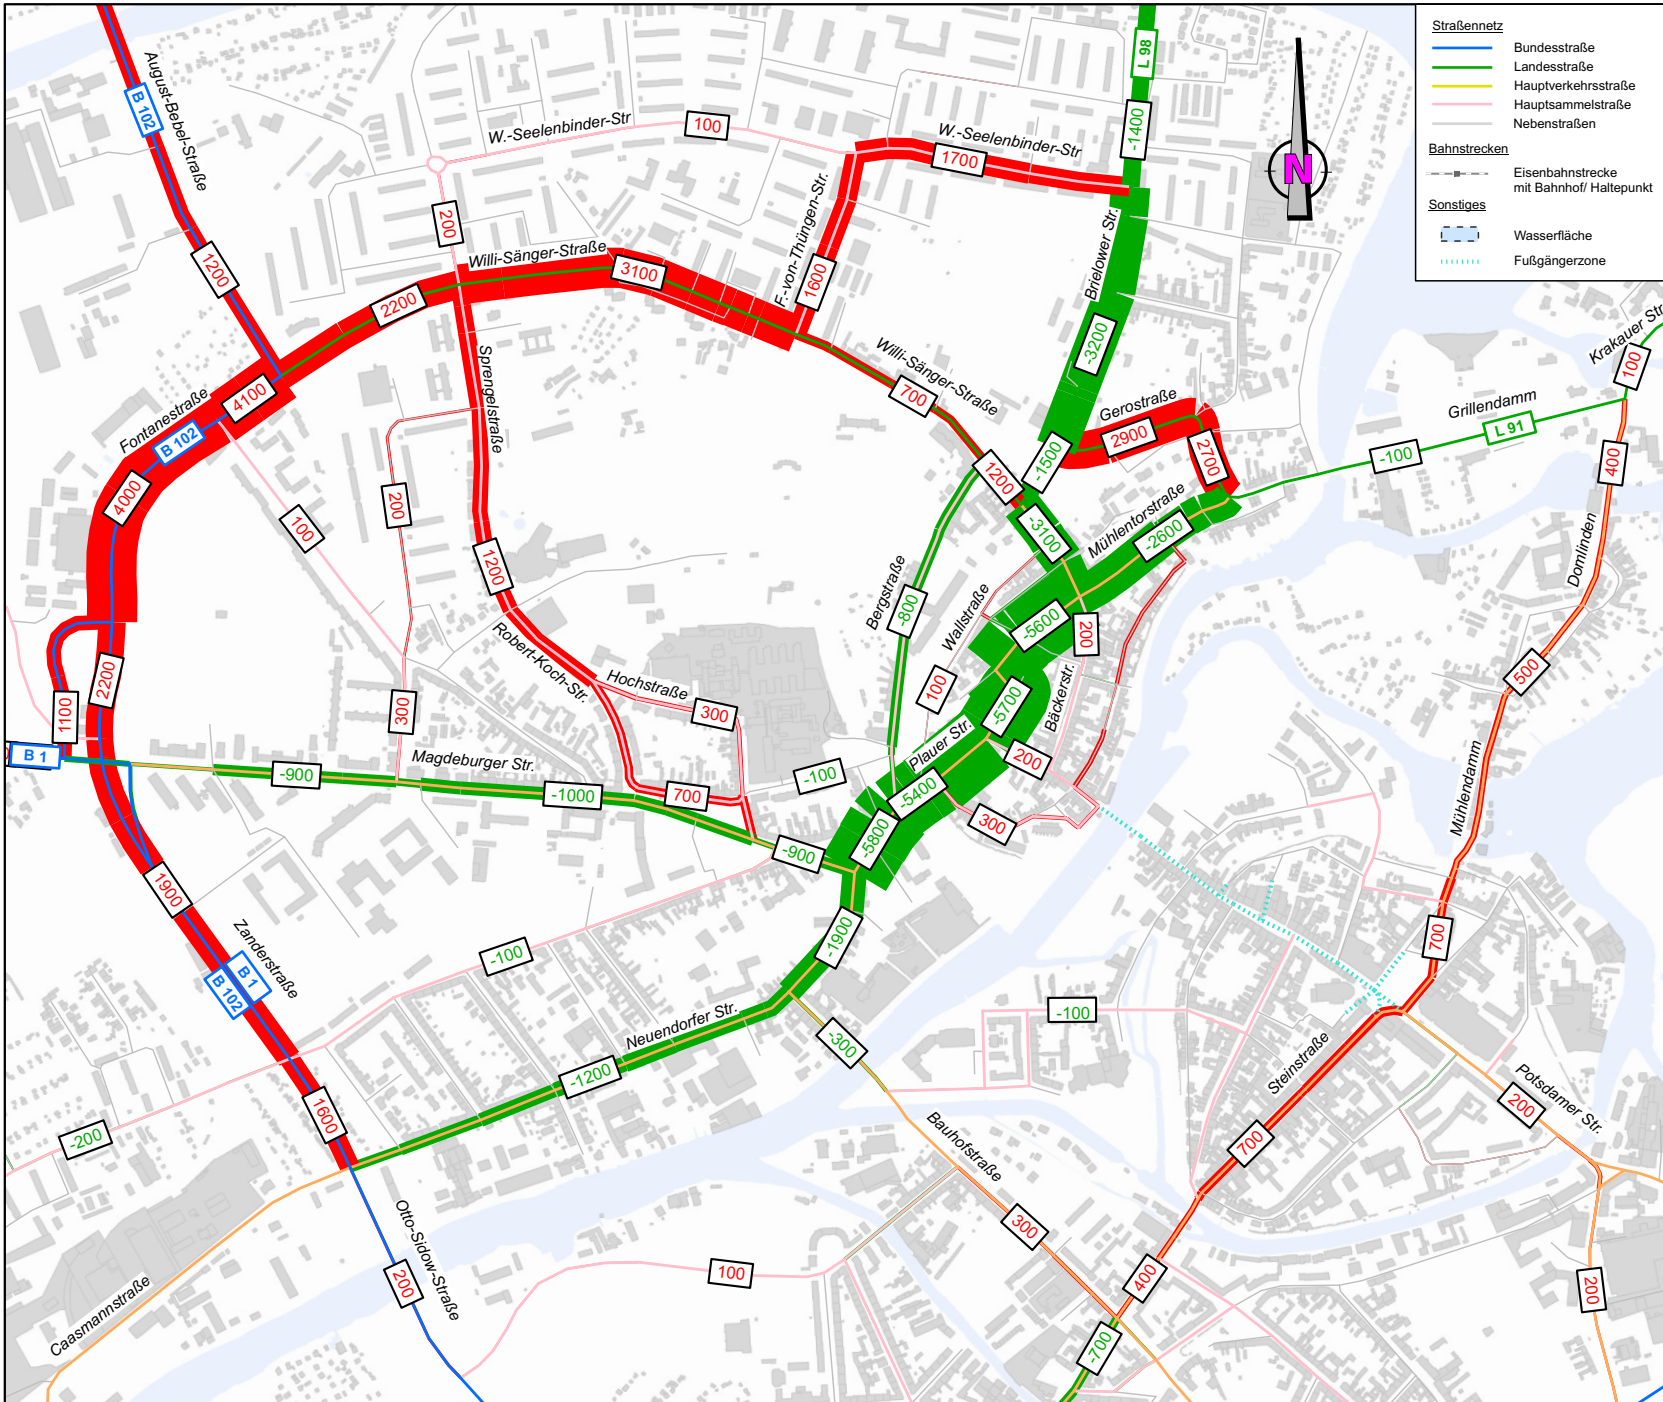 Straßennetz
Bundesstraße
Landesstraße
Hauptverkehrsstraße
Hauptsammelstraße
Nebenstraßen
Bahnstrecken
Eisenbahnstrecke
mit Bahnhof/ Haltepunkt
Sonstiges
Wasserfläche
Fußgängerzone
N
L 98
-1400
August-Bebel-Straße
B 102
W.-Seelenbinder-Str
100
W.-Seelenbinder-Str
1700
200
1200
Willi-Sänger-Straße
3100
2200
F.-von-Thüngen-Str.
1600
Brielower Str.
-3200
Krakauer Str
100
Fontanestraße
4100
B 102
4000
Sprengelstraße
Willi-Sänger-Straße
700
Gerostraße
2900
2700
Grillendamm
L 91
-100
400
-1500
1200
-3100
200
100
1200
Mühlentorstraße
-2600
Domlinden
Bergstraße
-800
Wallstraße
-5600
200
100
Bäckerstr.
-5700
500
2200
1100
B 1
Robert-Koch-Str.
Hochstraße
300
300
Magdeburger Str.
-900
-1000
700
-100
Plauer Str.
-5400
200
300
-5800
-900
Mühlendamm
1900
-1900
700
Zanderstraße
B 1
B 102
-100
Neuendorfer Str.
-1200
-300
-100
Steinstraße
Potsdamer Str.
200
1600
-200
Bauhofstraße
700
Otto-Sidow-Straße
200
100
300
400
200
Caasmannstraße
-700